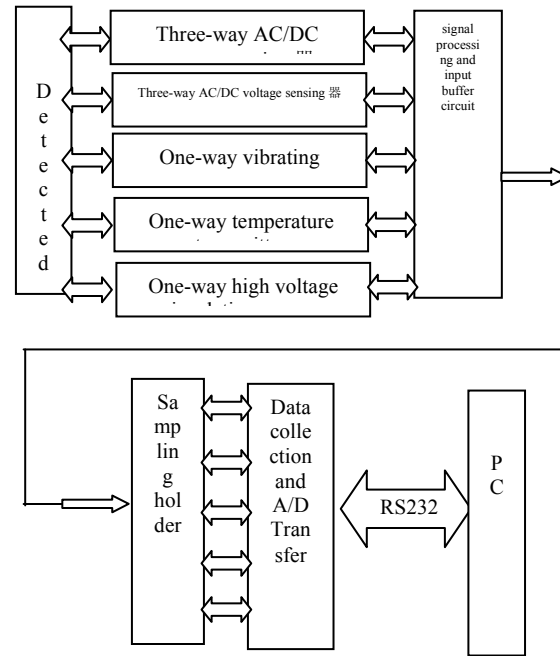 D
e
t
e
c
t
e
d
Three-way AC/DC
Three-way AC/DC voltage sensing 器
One-way vibrating
One-way temperature
One-way high voltage
signal
processi
ng and
input
buffer
circuit
Sa
mp
lin
g
hol
der
Data
colle
ction
and
A/D
Tran
sfer
RS232
P
C